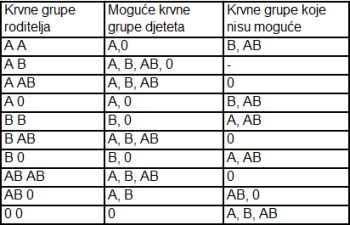 Krvne grupe roditelja Moguće krvne grupe djeteta Krvne grupe koje nisu moguće
A A A,0 B, AB
A B A, B, AB, 0 -
A AB A, B, AB 0
A 0 A, 0 B, AB
B B B, 0 A, AB
B AB A, B, AB 0
B 0 B, 0 A, AB
AB AB A, B, AB 0
AB 0 A, B AB, 0
0 0 0 A, B, AB